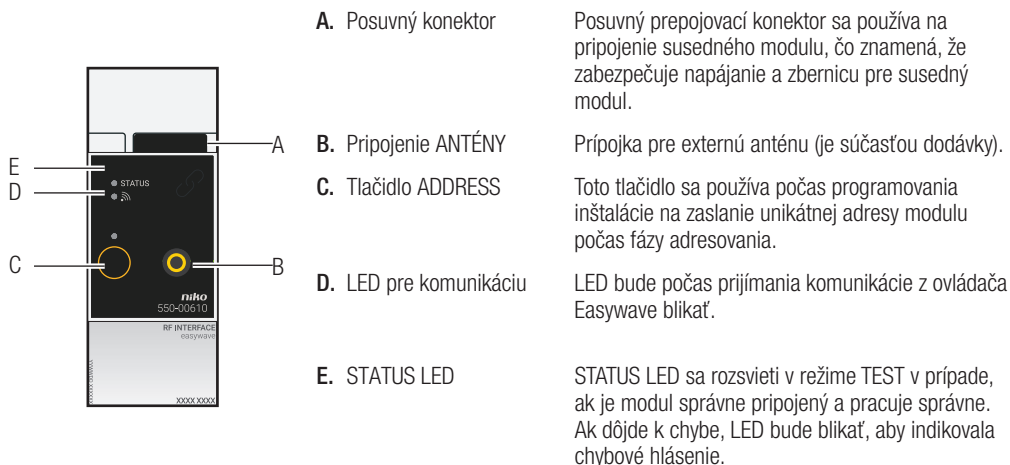 A. Posuvný konektor
Posuvný prepojovací konektor sa používa na
pripojenie susedného modulu, čo znamená, že
zabezpečuje napájanie a zbernicu pre susedný
modul.
B. Pripojenie ANTÉNY
Prípojka pre externú anténu (je súčasťou dodávky).
C. Tlačidlo ADDRESS
Toto tlačidlo sa používa počas programovania
inštalácie na zaslanie unikátnej adresy modulu
počas fázy adresovania.
D. LED pre komunikáciu
LED bude počas prijímania komunikácie z ovládača
Easywave blikať.
E. STATUS LED
STATUS LED sa rozsvieti v režime TEST v prípade,
ak je modul správne pripojený a pracuje správne.
Ak dôjde k chybe, LED bude blikať, aby indikovala
chybové hlásenie.
A
E
STATUS
D
C
B
niko
550-00610
RF INTERFACE
easywave
XXXX XXXX